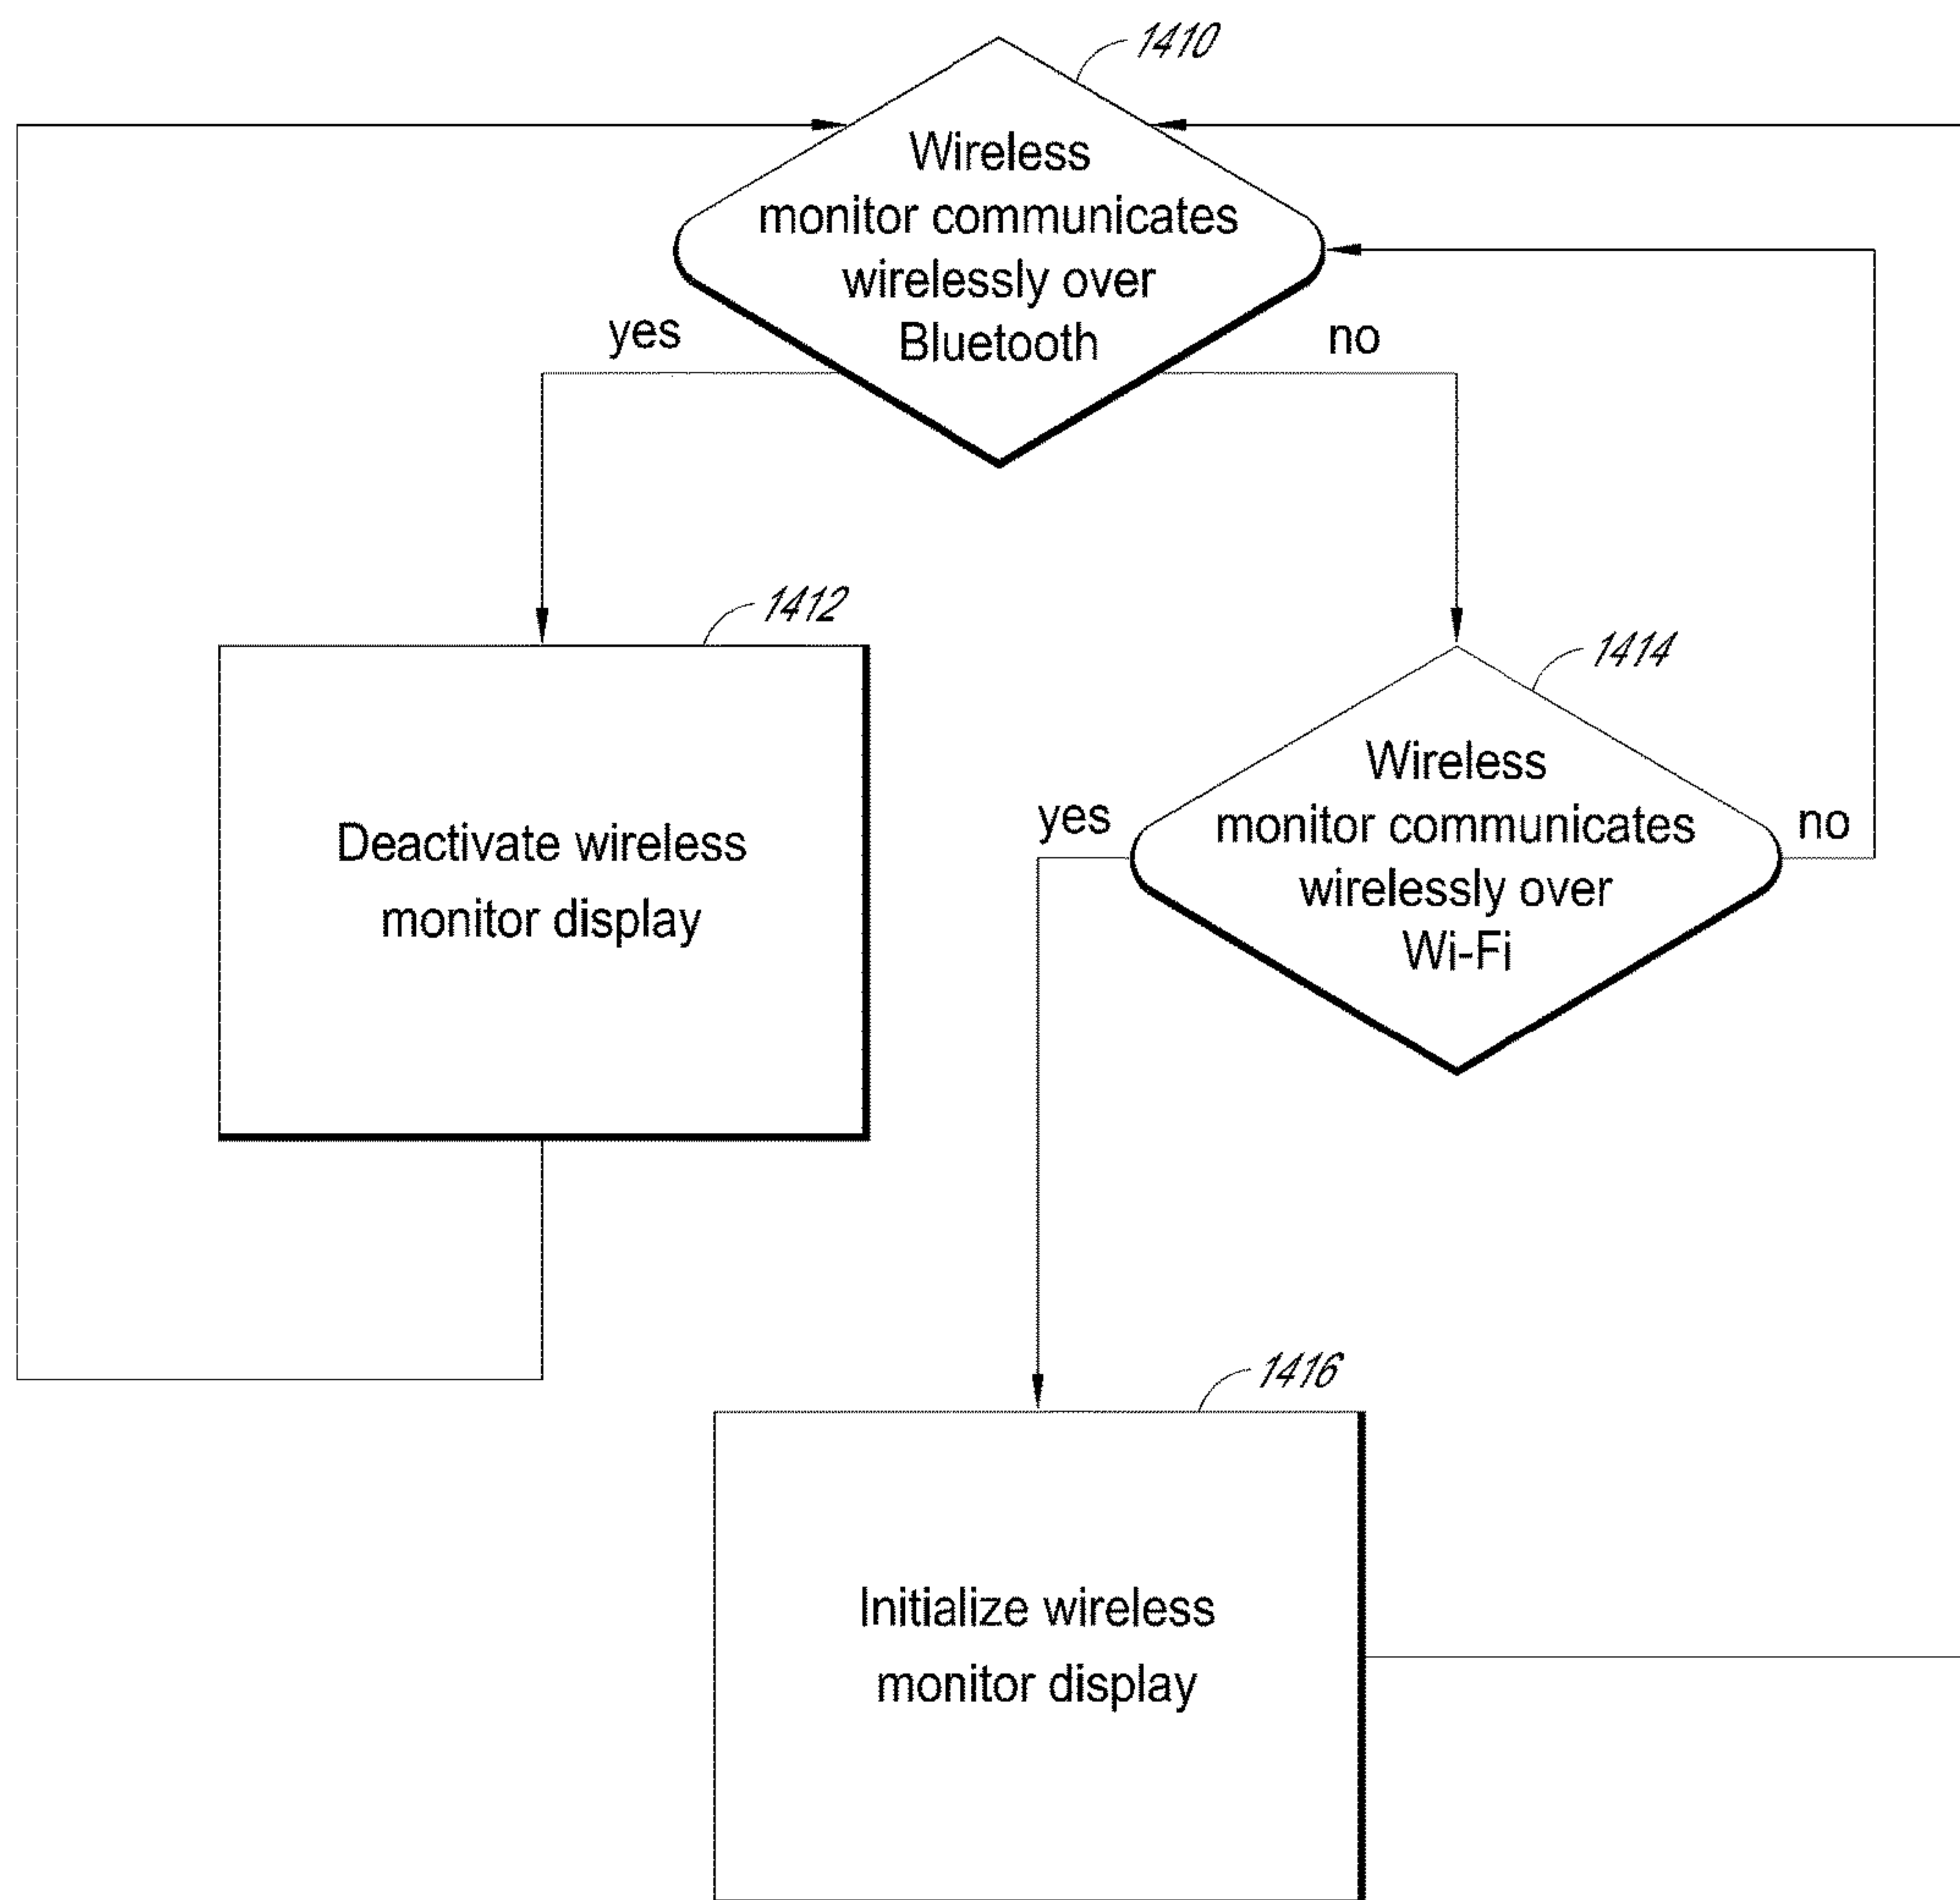 1410
Wireless
monitor communicates
wirelessly over
Bluetooth
yes
no
1412
Deactivate wireless
monitor display
1414
Wireless
monitor communicates
wirelessly over
Wi-Fi
yes
no
1416
Initialize wireless
monitor display